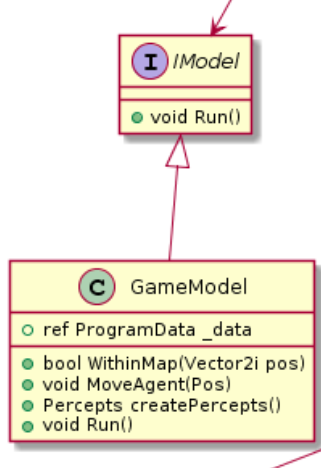 I IModel
void Run()
C GameModel
ref ProgramData _data
bool WithinMap(Vector2i pos)
void MoveAgent(Pos)
Percepts createPercepts()
void Run()